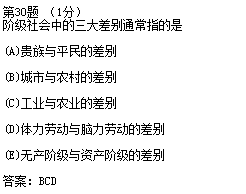 第30题 （1分）
阶级社会中的三大差别通常指的是
(A)贵族与平民的差别
(B)城市与农村的差别
(C)工业与农业的差别
(D)体力劳动与脑力劳动的差别
(E)无产阶级与资产阶级的差别
答案：BCD